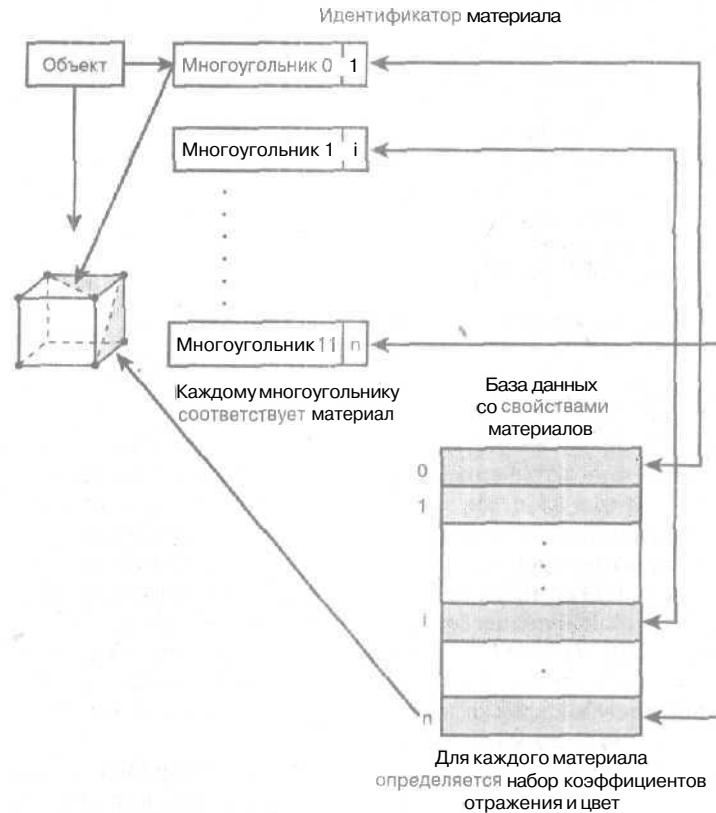 Идентификатор материала
Объект
Многоугольник 0 1
Многоугольник 1 i
Многоугольник 11 n
Каждому многоугольнику
соответствует материал
База данных
со свойствами
материалов
0
1
i
n
Для каждого материала
определяется набор коэффициентов
отражения и цвет